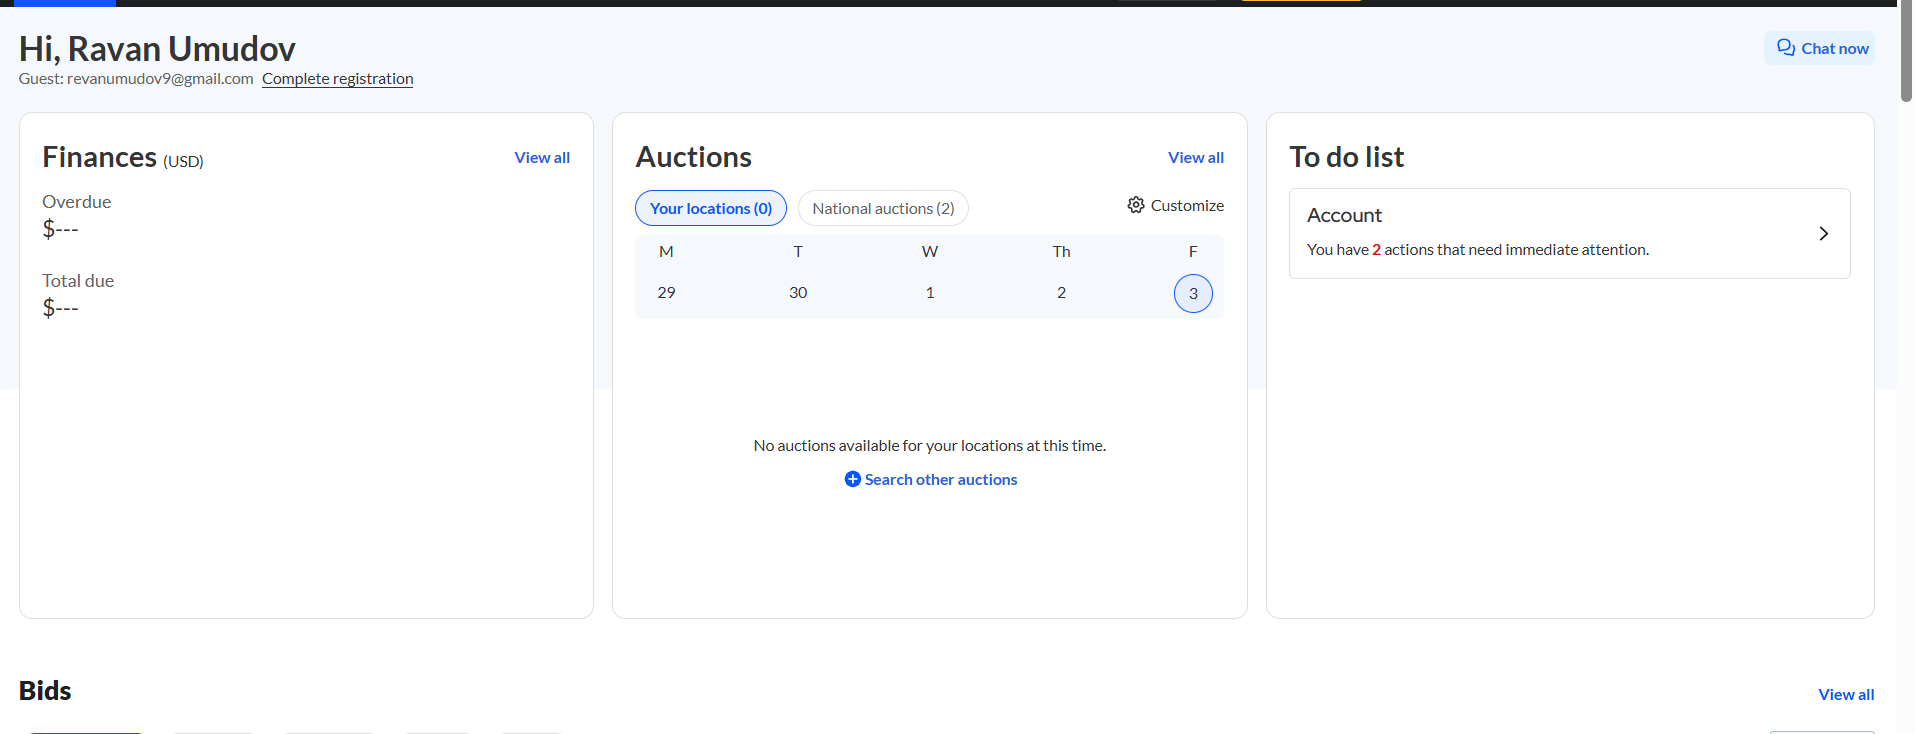 Hi, Ravan Umudov
Guest: revanumudov9@gmail.com Complete registration
Chat now
Finances (USD)
View all
Overdue
$---
Total due
$---
Auctions
View all
Your locations (0)
National auctions (2)
Customize
M T W Th F
29 30 1 2 3
No auctions available for your locations at this time.
Search other auctions
To do list
Account
You have 2 actions that need immediate attention.
Bids
View all